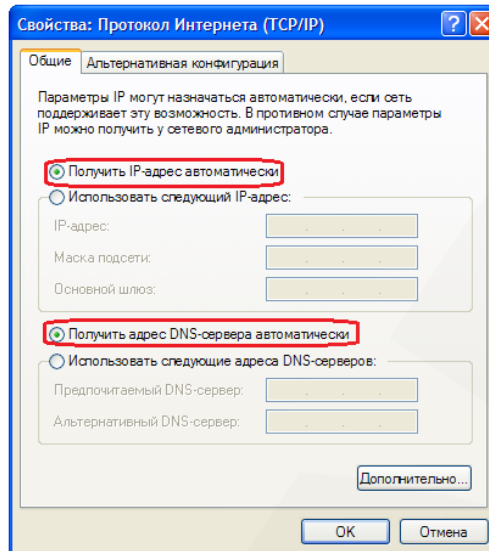 Свойства: Протокол Интернета (TCP/IP)
Общие
Альтернативная конфигурация
Параметры IP могут назначаться автоматически, если сеть
поддерживает эту возможность. В противном случае параметры
IP можно получить у сетевого администратора.
Получить IP-адрес автоматически
Использовать следующий IP-адрес:
IP-адрес:
Маска подсети:
Основной шлюз:
Получить адрес DNS-сервера автоматически
Использовать следующие адреса DNS-серверов:
Предпочитаемый DNS-сервер:
Альтернативный DNS-сервер:
Дополнительно...
OK
Отмена